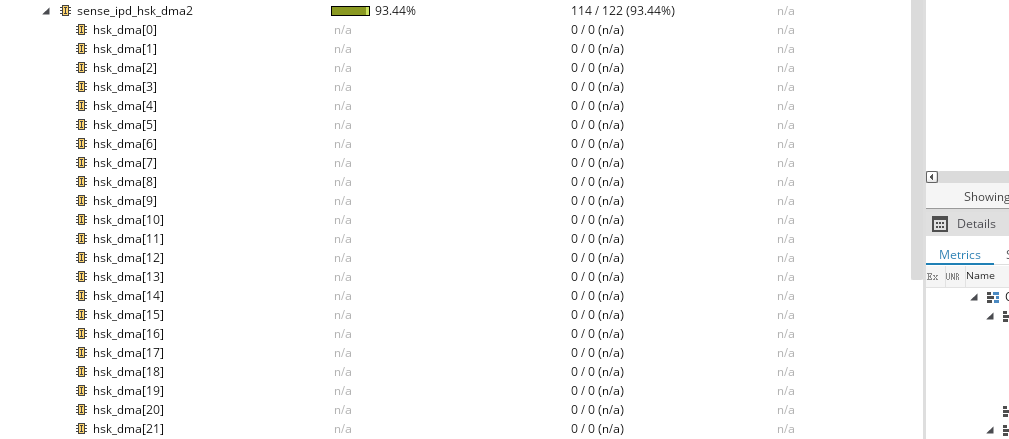 sense_ipd_hsk_dma2 93.44% 114 / 122 (93.44%) n/a
hsk_dma[0] n/a 0 / 0 (n/a) n/a
hsk_dma[1] n/a 0 / 0 (n/a) n/a
hsk_dma[2] n/a 0 / 0 (n/a) n/a
hsk_dma[3] n/a 0 / 0 (n/a) n/a
hsk_dma[4] n/a 0 / 0 (n/a) n/a
hsk_dma[5] n/a 0 / 0 (n/a) n/a
hsk_dma[6] n/a 0 / 0 (n/a) n/a
hsk_dma[7] n/a 0 / 0 (n/a) n/a
hsk_dma[8] n/a 0 / 0 (n/a) n/a
hsk_dma[9] n/a 0 / 0 (n/a) n/a
hsk_dma[10] n/a 0 / 0 (n/a) n/a
hsk_dma[11] n/a 0 / 0 (n/a) n/a
hsk_dma[12] n/a 0 / 0 (n/a) n/a
hsk_dma[13] n/a 0 / 0 (n/a) n/a
hsk_dma[14] n/a 0 / 0 (n/a) n/a
hsk_dma[15] n/a 0 / 0 (n/a) n/a
hsk_dma[16] n/a 0 / 0 (n/a) n/a
hsk_dma[17] n/a 0 / 0 (n/a) n/a
hsk_dma[18] n/a 0 / 0 (n/a) n/a
hsk_dma[19] n/a 0 / 0 (n/a) n/a
hsk_dma[20] n/a 0 / 0 (n/a) n/a
hsk_dma[21] n/a 0 / 0 (n/a) n/a
Showing
Details
Metrics
Ex UNR Name